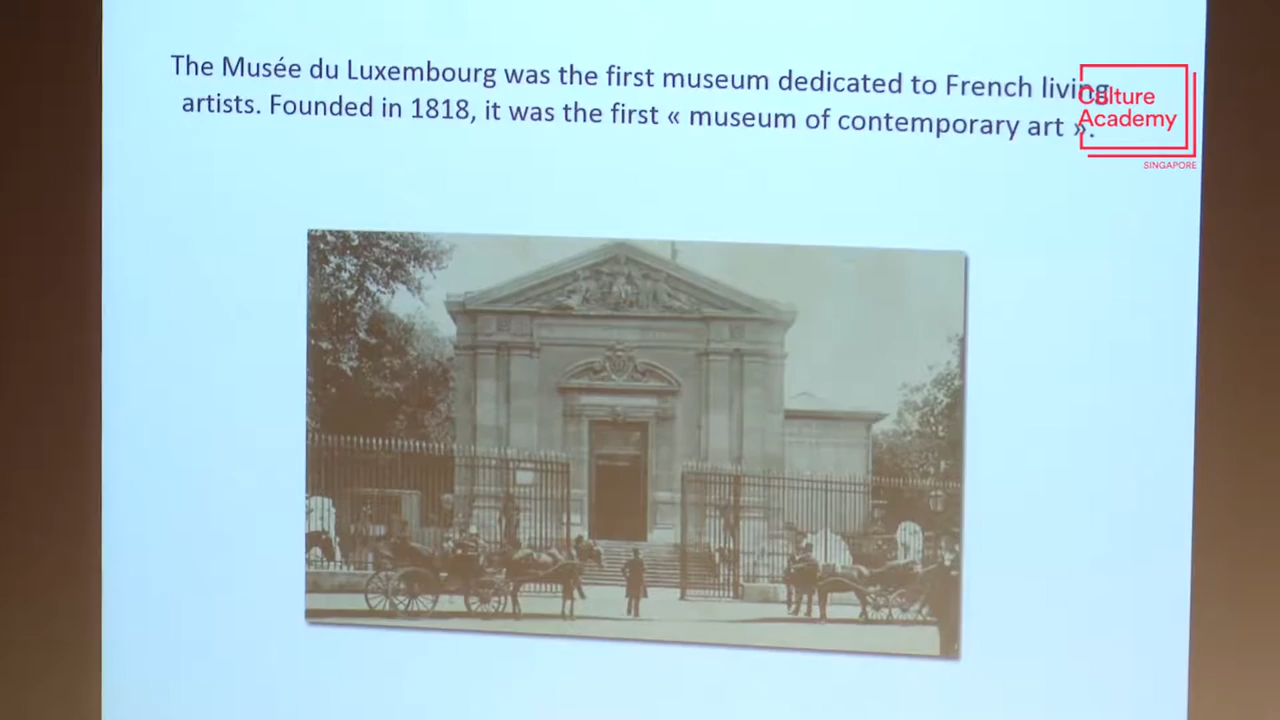 The Musée du Luxembourg was the first museum dedicated to French living
artists. Founded in 1818, it was the first « museum of contemporary art ».
Culture
Academy
SINGAPORE